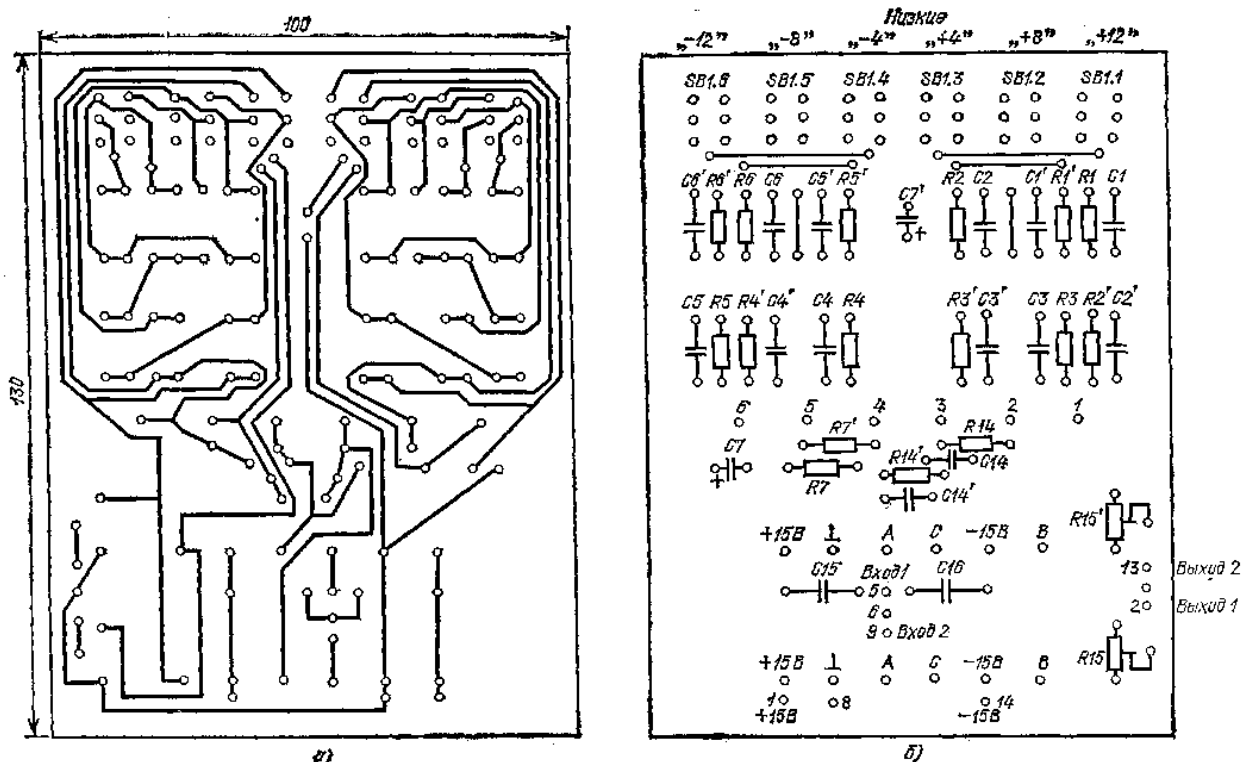 100
130
а)
Низкие
„-12” „-8” „-4” „+4” „+8” „+12”
SB1.6 SB1.5 SB1.4 SB1.3 SB1.2 SB1.1
C6' R6' R6 C6 C5' R5' C7' R2 C2 C1' R1' R1 C1
+
C5 R5 R4' C4' C4 R4 R3' C3' C3 R3 R2' C2'
6 5 4 3 2 1
C7 R7' R14
+ R7 R14' C14
C14'
R15'
+15В ⊥ A C -15В B
C15 Вход1 C16
13 Выход 2
5
6
2 Выход 1
9 Вход 2
+15В ⊥ A C -15В B
R15
1 8 14
+15В -15В
б)